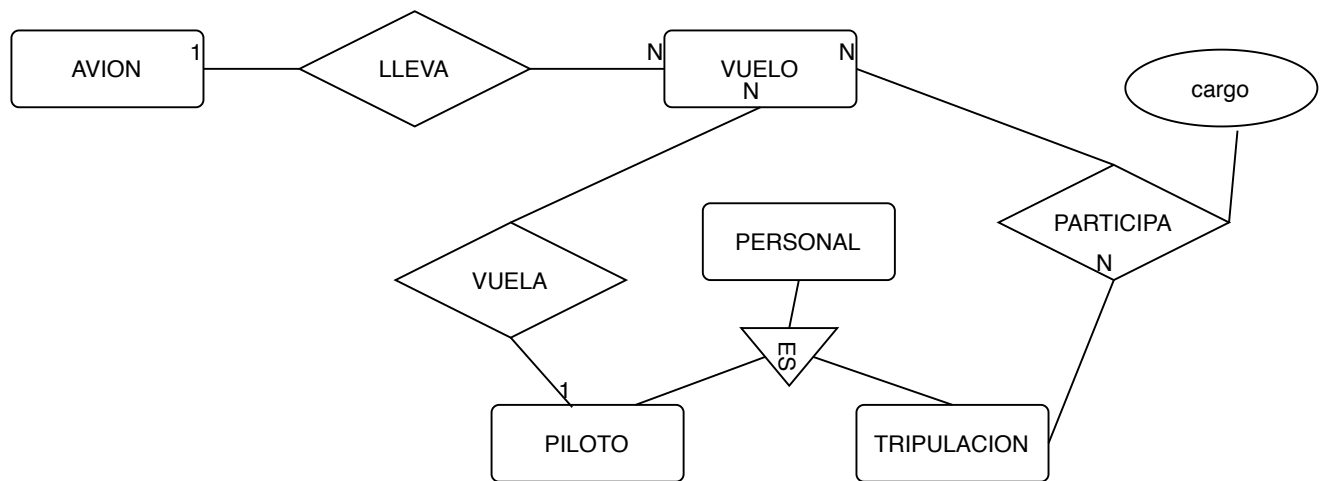 AVION
1
LLEVA
N
VUELO
N
N
cargo
PERSONAL
PARTICIPA
N
VUELA
ES
1
PILOTO
TRIPULACION